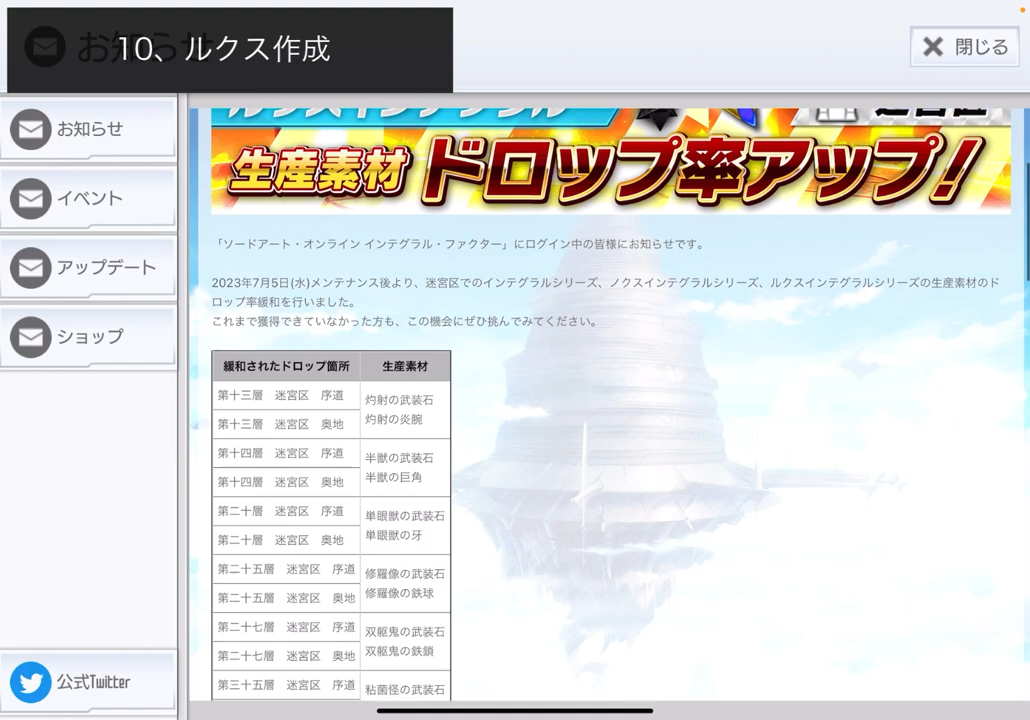 10、ルクス作成
お知らせ
閉じる
お知らせ
イベント
アップデート
ショップ
公式Twitter
ルクスインテグラル
生産素材 ドロップ率アップ!
「ソードアート・オンライン インテグラル・ファクター」にログイン中の皆様にお知らせです。
2023年7月5日(水)メンテナンス後より、迷宮区でのインテグラルシリーズ、ノクスインテグラルシリーズ、ルクスインテグラルシリーズの生産素材のド
ロップ率緩和を行いました。
これまで獲得できていなかった方も、この機会にぜひ挑んでみてください。
緩和されたドロップ箇所 生産素材
第十三層 迷宮区 序道
第十三層 迷宮区 奥地
灼射の武装石
灼射の炎腕
第十四層 迷宮区 序道
第十四層 迷宮区 奥地
半獣の武装石
半獣の巨角
第二十層 迷宮区 序道
第二十層 迷宮区 奥地
単眼獣の武装石
単眼獣の牙
第二十五層 迷宮区 序道
第二十五層 迷宮区 奥地
修羅像の武装石
修羅像の鉄球
第二十七層 迷宮区 序道
第二十七層 迷宮区 奥地
双躯鬼の武装石
双躯鬼の鉄鎖
第三十五層 迷宮区 序道
粘菌怪の武装石